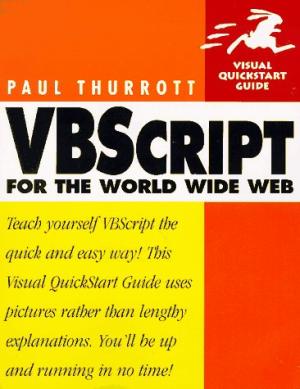 VISUAL
QUICKSTART
GUIDE
PAUL THURROTT
VBSCRIPT
FOR THE WORLD WIDE WEB
Teach yourself VBScript the
quick and easy way! This
Visual QuickStart Guide uses
pictures rather than lengthy
explanations. You'll be up
and running in no time!